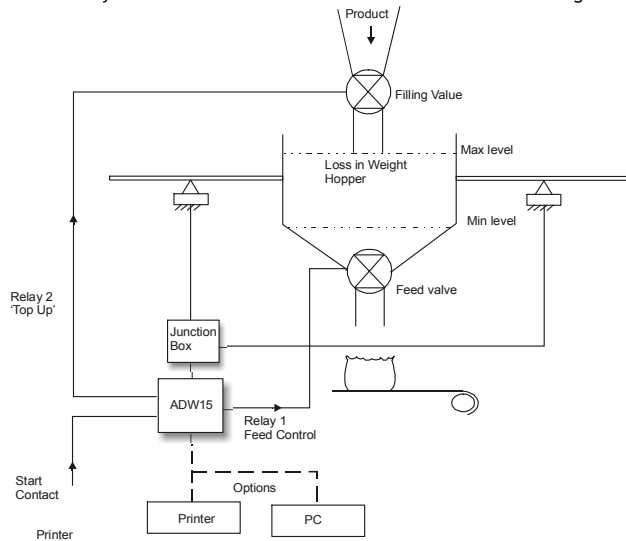 Product
Filling Value
Max level
Loss in Weight
Hopper
Min level
Feed valve
Relay 2
'Top Up'
Junction
Box
ADW15
Relay 1
Feed Control
Start
Contact
Options
Printer
PC
Printer